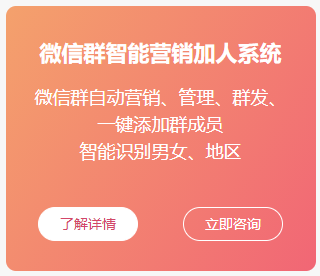 微信群智能营销加人系统
微信群自动营销、管理、群发、
一键添加群成员
智能识别男女、地区
了解详情
立即咨询